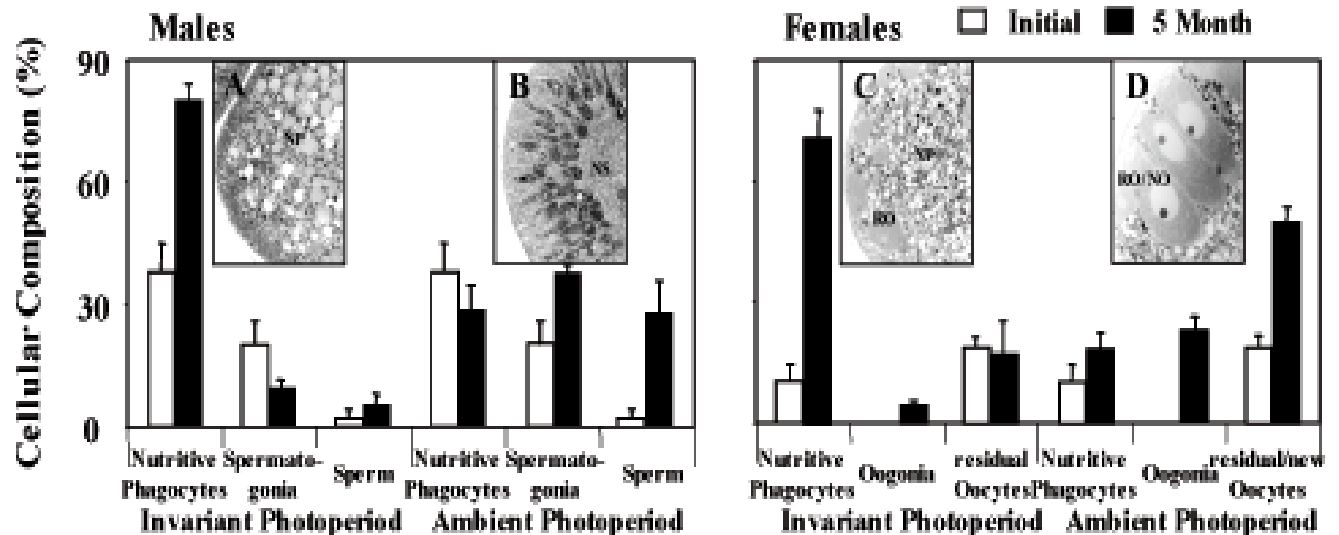 Males
Females
Initial
5 Month
Cellular Composition (%)
90
60
30
0
A
NP
B
NS
C
NP
RO
D
RO/NO
Nutritive Phagocytes
Spermato-
gonia
Sperm
Nutritive Phagocytes
Spermato-
gonia
Sperm
Invariant Photoperiod
Ambient Photoperiod
Nutritive Phagocytes
Oogonia
residual Oocytes
Nutritive Phagocytes
Oogonia
residual/new Oocytes
Invariant Photoperiod
Ambient Photoperiod